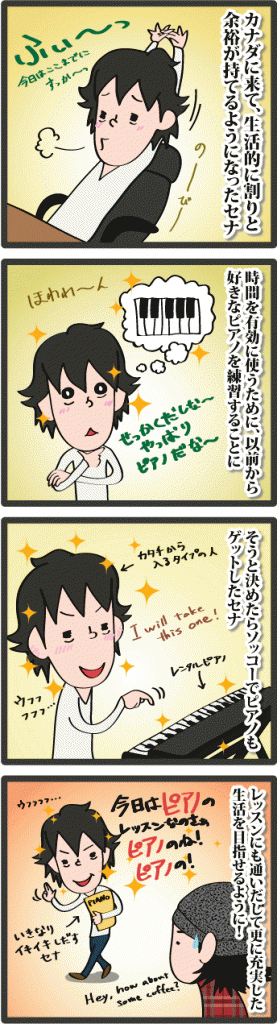 カナダに来て、生活的に割りと
余裕が持てるようになったセナ
ふぃ〜っ
今日はここまでに
すっか〜っ
のーびー
時間を有効に使うために、以前から
好きなピアノを練習することに
ほわわ〜ん
せっかくだしな〜
やっぱり
ピアノだな〜
そうと決めたらソッコーでピアノも
ゲットしたセナ
カタチから
入るタイプの人
I will take
this one!
レンタルピアノ
ウフフ
フフフ…
レッスンにも通いだして更に充実した
生活を目指せるように!
ウフフフフ…
今日はピアノの
レッスンなのさぁ
ピアノのね!
ピアノの!
PIANO
いきなり
イキイキしだす
セナ
Hey, how about
some coffee?